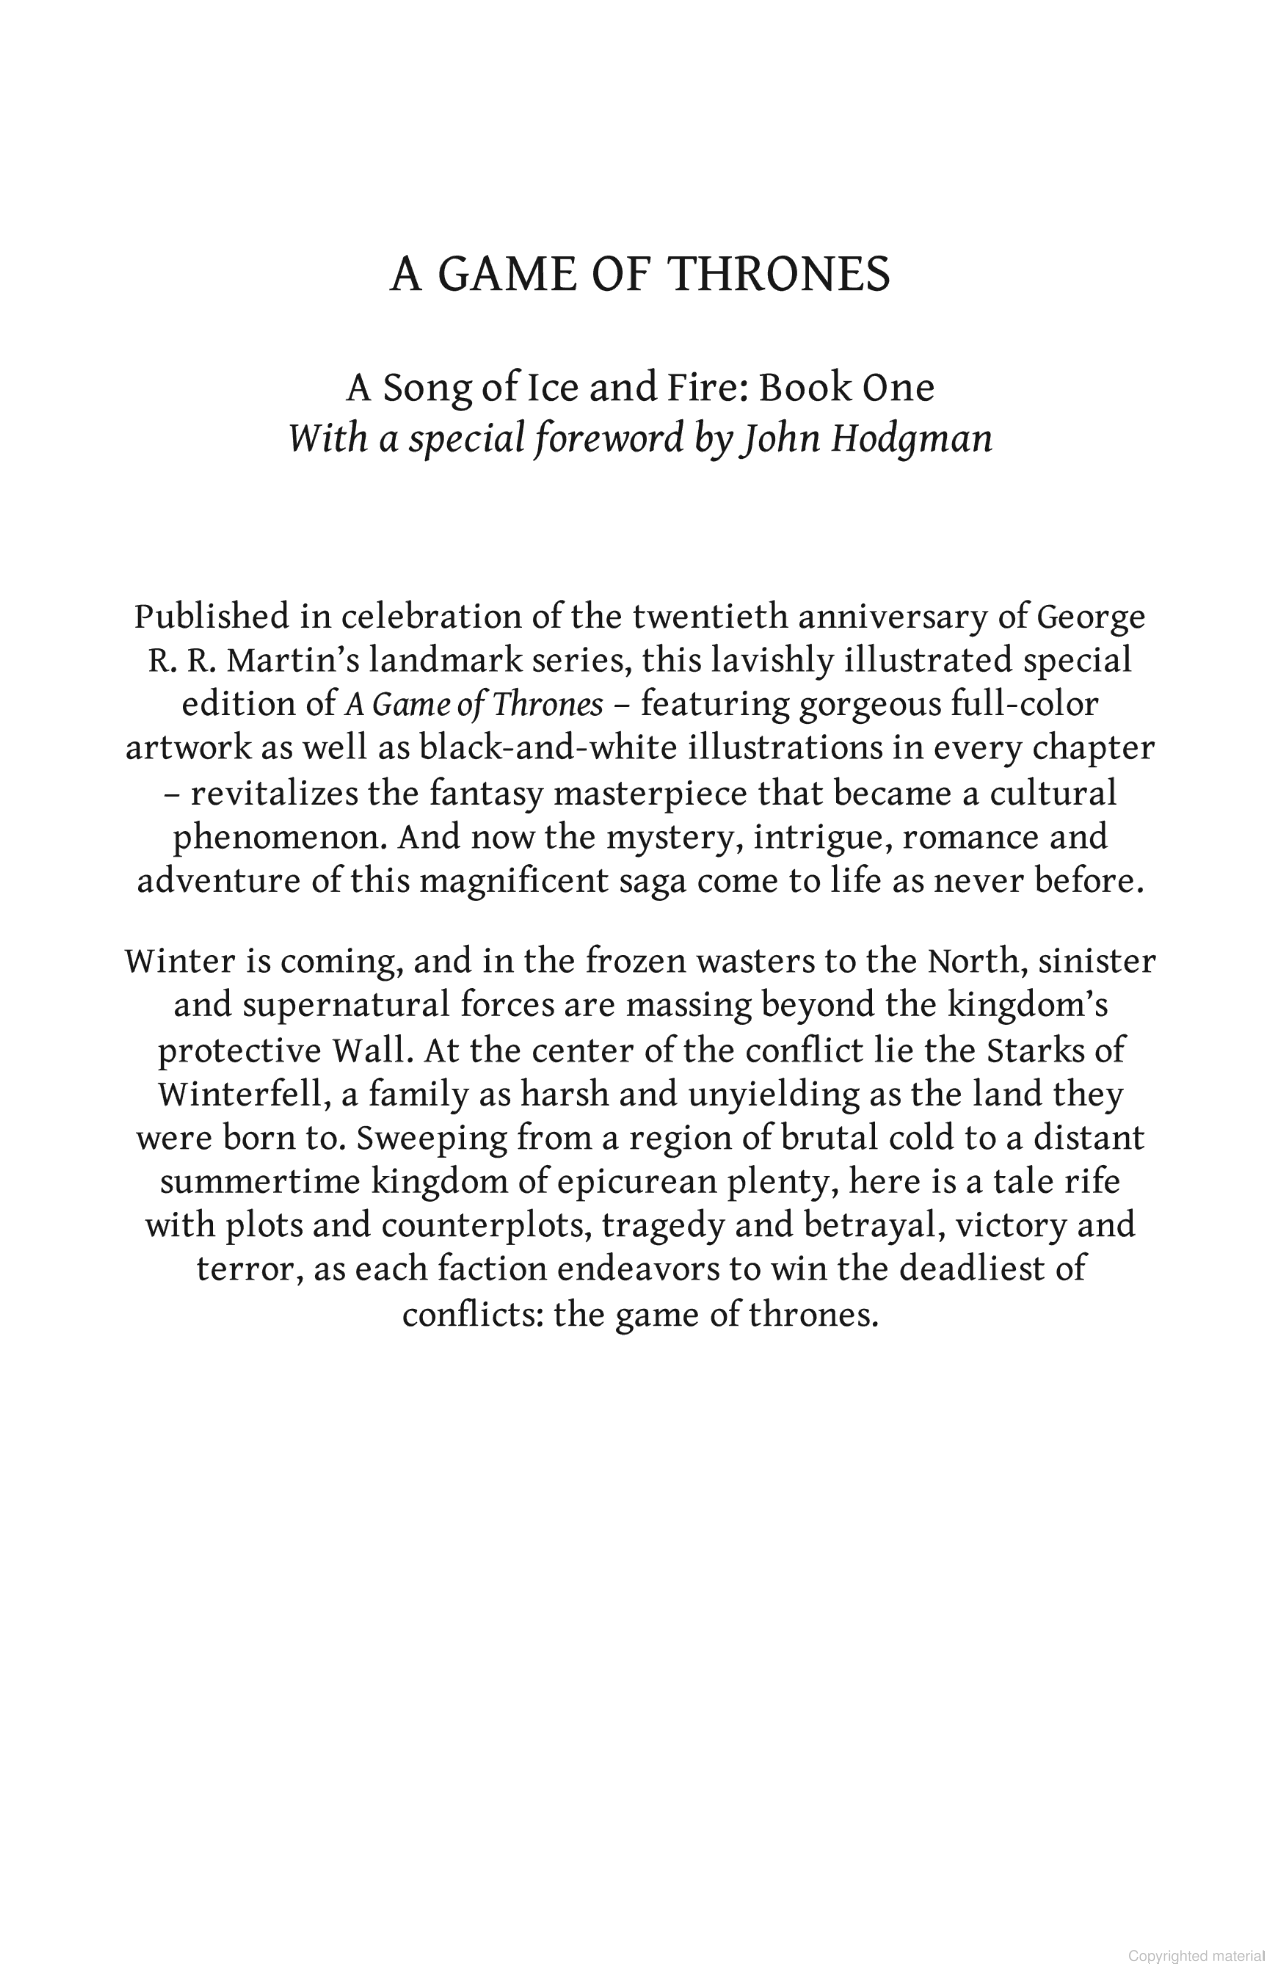 A GAME OF THRONES
A Song of Ice and Fire: Book One
With a special foreword by John Hodgman
Published in celebration of the twentieth anniversary of George
R. R. Martin’s landmark series, this lavishly illustrated special
edition of A Game of Thrones – featuring gorgeous full-color
artwork as well as black-and-white illustrations in every chapter
– revitalizes the fantasy masterpiece that became a cultural
phenomenon. And now the mystery, intrigue, romance and
adventure of this magnificent saga come to life as never before.
Winter is coming, and in the frozen wasters to the North, sinister
and supernatural forces are massing beyond the kingdom’s
protective Wall. At the center of the conflict lie the Starks of
Winterfell, a family as harsh and unyielding as the land they
were born to. Sweeping from a region of brutal cold to a distant
summertime kingdom of epicurean plenty, here is a tale rife
with plots and counterplots, tragedy and betrayal, victory and
terror, as each faction endeavors to win the deadliest of
conflicts: the game of thrones.
Copyrighted material